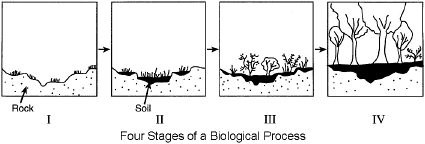 Rock
Soil
I
II
III
IV
Four Stages of a Biological Process